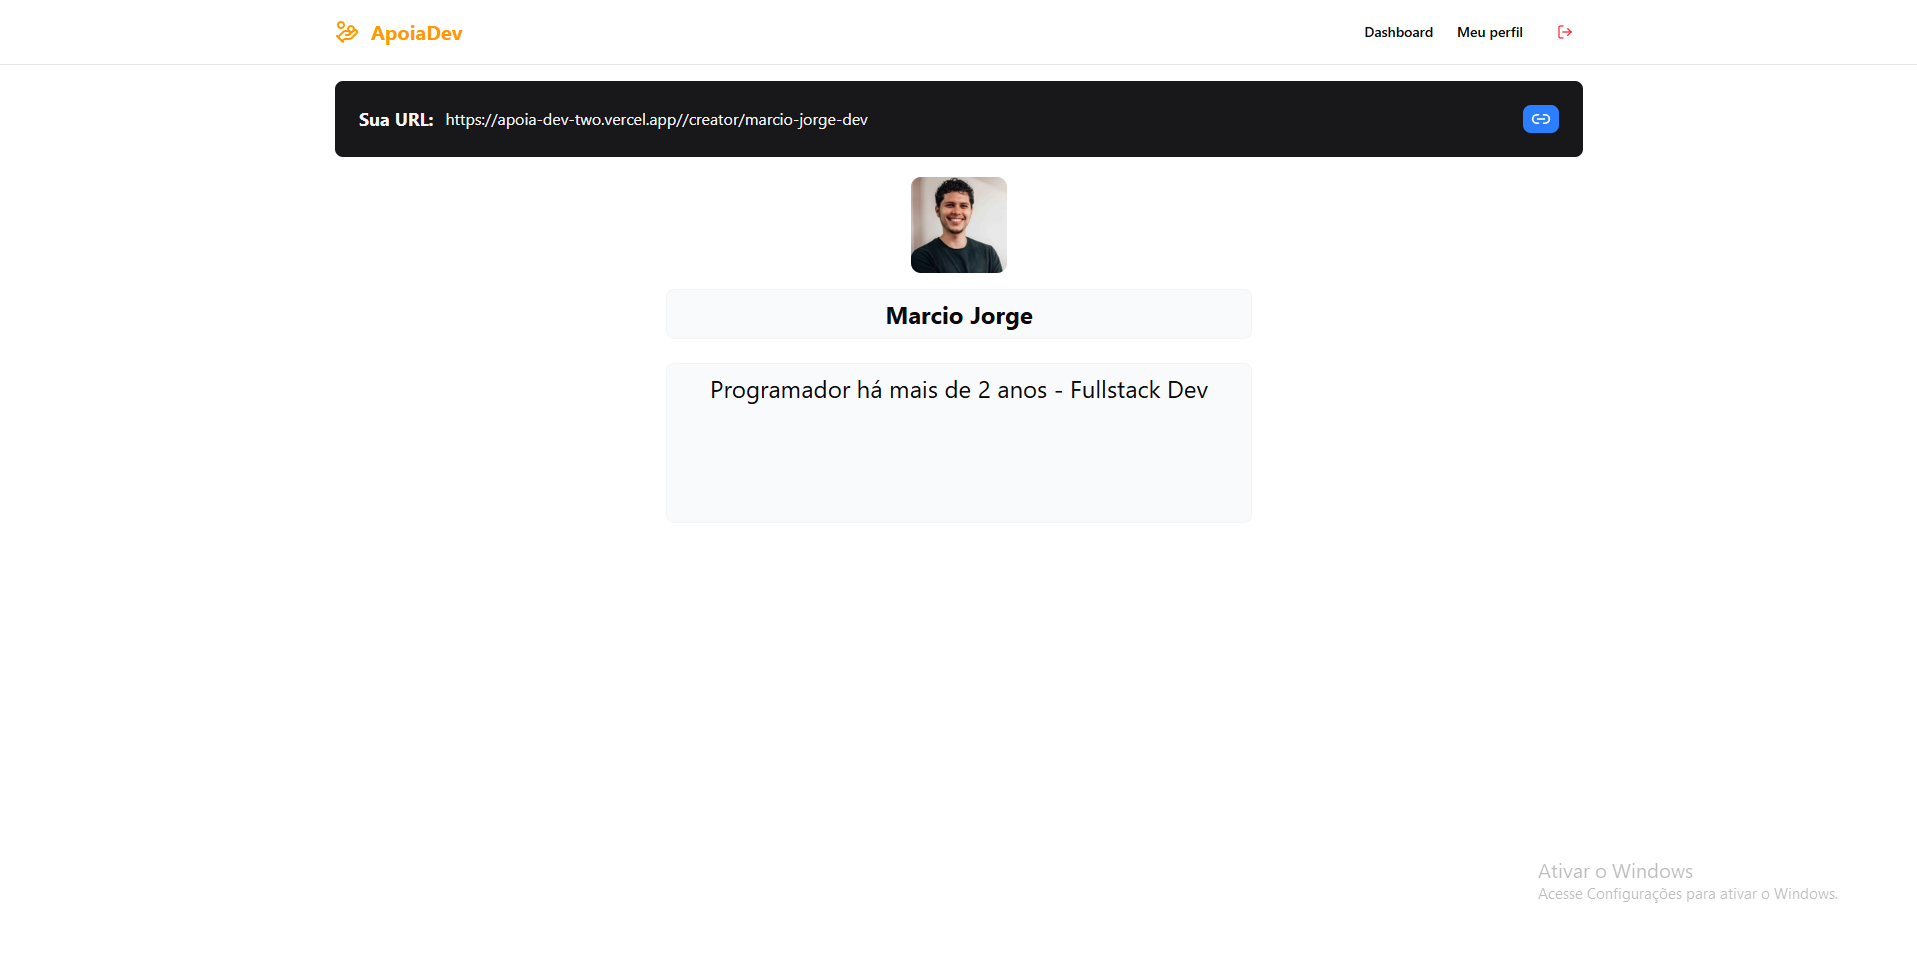 ApoiaDev
Dashboard
Meu perfil
Sua URL: https://apoia-dev-two.vercel.app//creator/marcio-jorge-dev
Marcio Jorge
Programador há mais de 2 anos - Fullstack Dev
Ativar o Windows
Acesse Configurações para ativar o Windows.